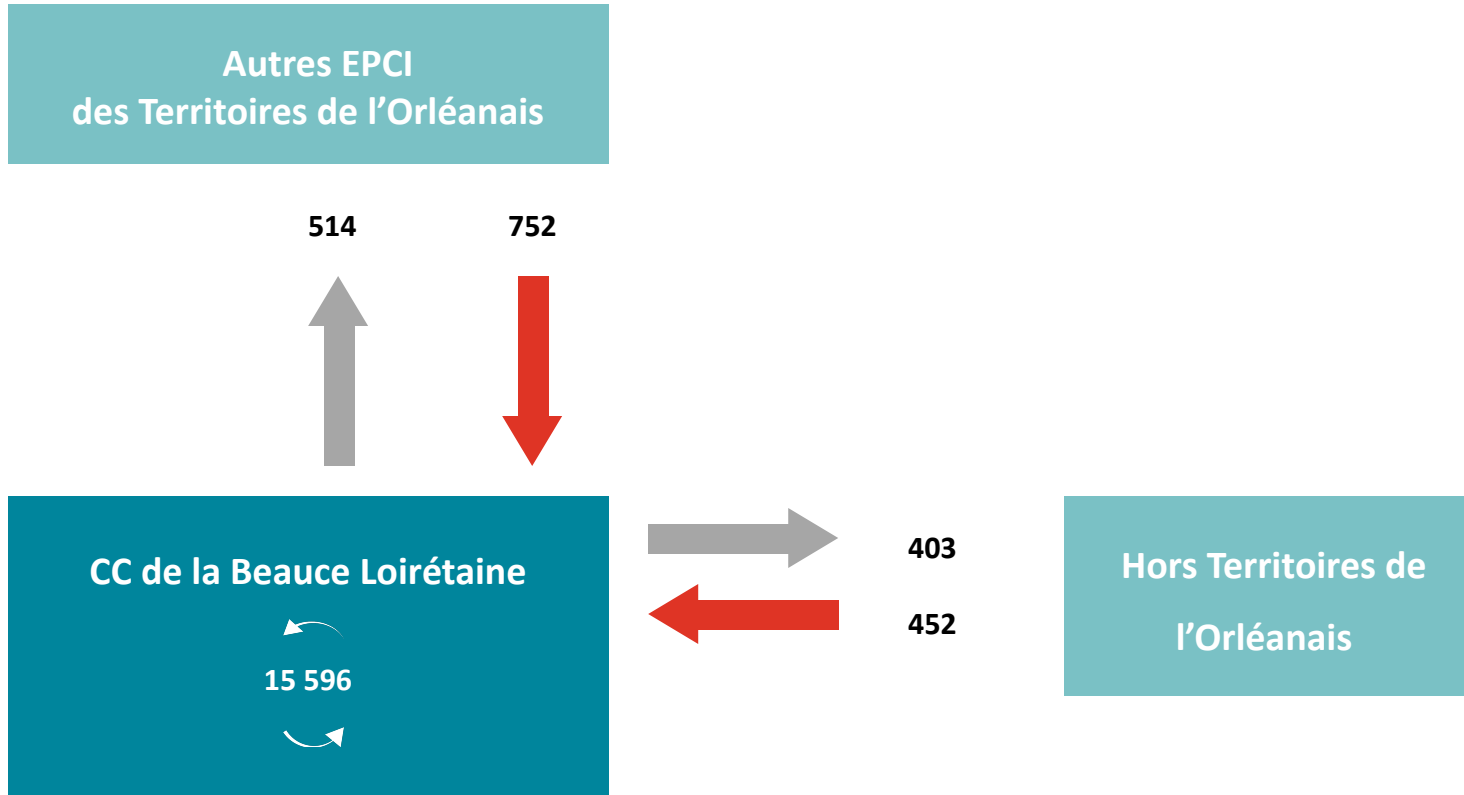 Autres EPCI
des Territoires de l’Orléanais
514
752
CC de la Beauce Loirétaine
15 596
403
452
Hors Territoires de
l’Orléanais